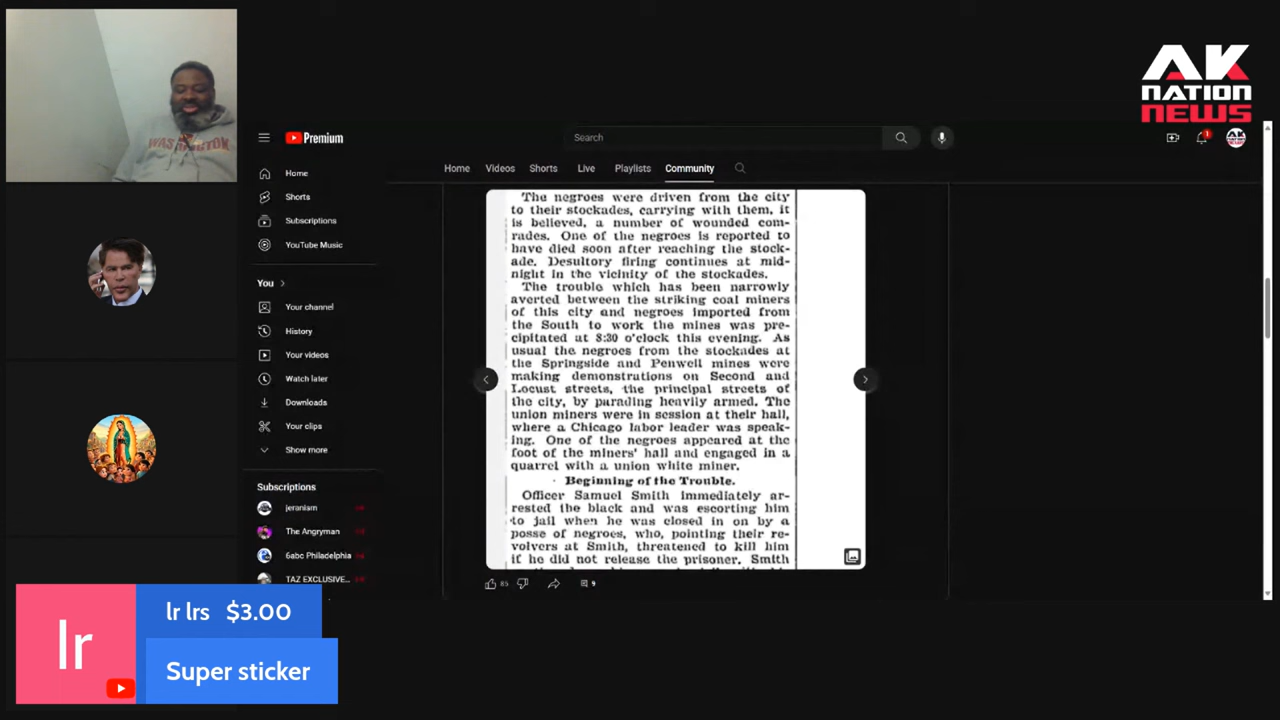 AK
NATION
NEWS
WASHINGTON
Premium
Search
1
Home
Shorts
Subscriptions
YouTube Music
You
Your channel
History
Your videos
Watch later
Downloads
Your clips
Show more
Subscriptions
jeranism
The Angryman
6abc Philadelphia
TAZ EXCLUSIVE...
Home Videos Shorts Live Playlists Community
The negroes were driven from the city
to their stockades, carrying with them, it
is believed, a number of wounded com-
rades. One of the negroes is reported to
have died soon after reaching the stock-
ade. Desultory firing continues at mid-
night in the vicinity of the stockades.
The trouble which has been narrowly
averted between the striking coal miners
of this city and negroes imported from
the South to work the mines was pre-
cipitated at 8:30 o'clock this evening. As
usual the negroes from the stockades at
the Springside and Penwell mines were
making demonstrations on Second and
Locust streets, the principal streets of
the city, by parading heavily armed. The
union miners were in session at their hall,
where a Chicago labor leader was speak-
ing. One of the negroes appeared at the
foot of the miners' hall and engaged in a
quarrel with a union white miner.
Beginning of the Trouble.
Officer Samuel Smith immediately ar-
rested the black and was escorting him
to jail when he was closed in on by a
posse of negroes, who, pointing their re-
volvers at Smith, threatened to kill him
if he did not release the prisoner. Smith
85
9
lr
lr lrs $3.00
Super sticker